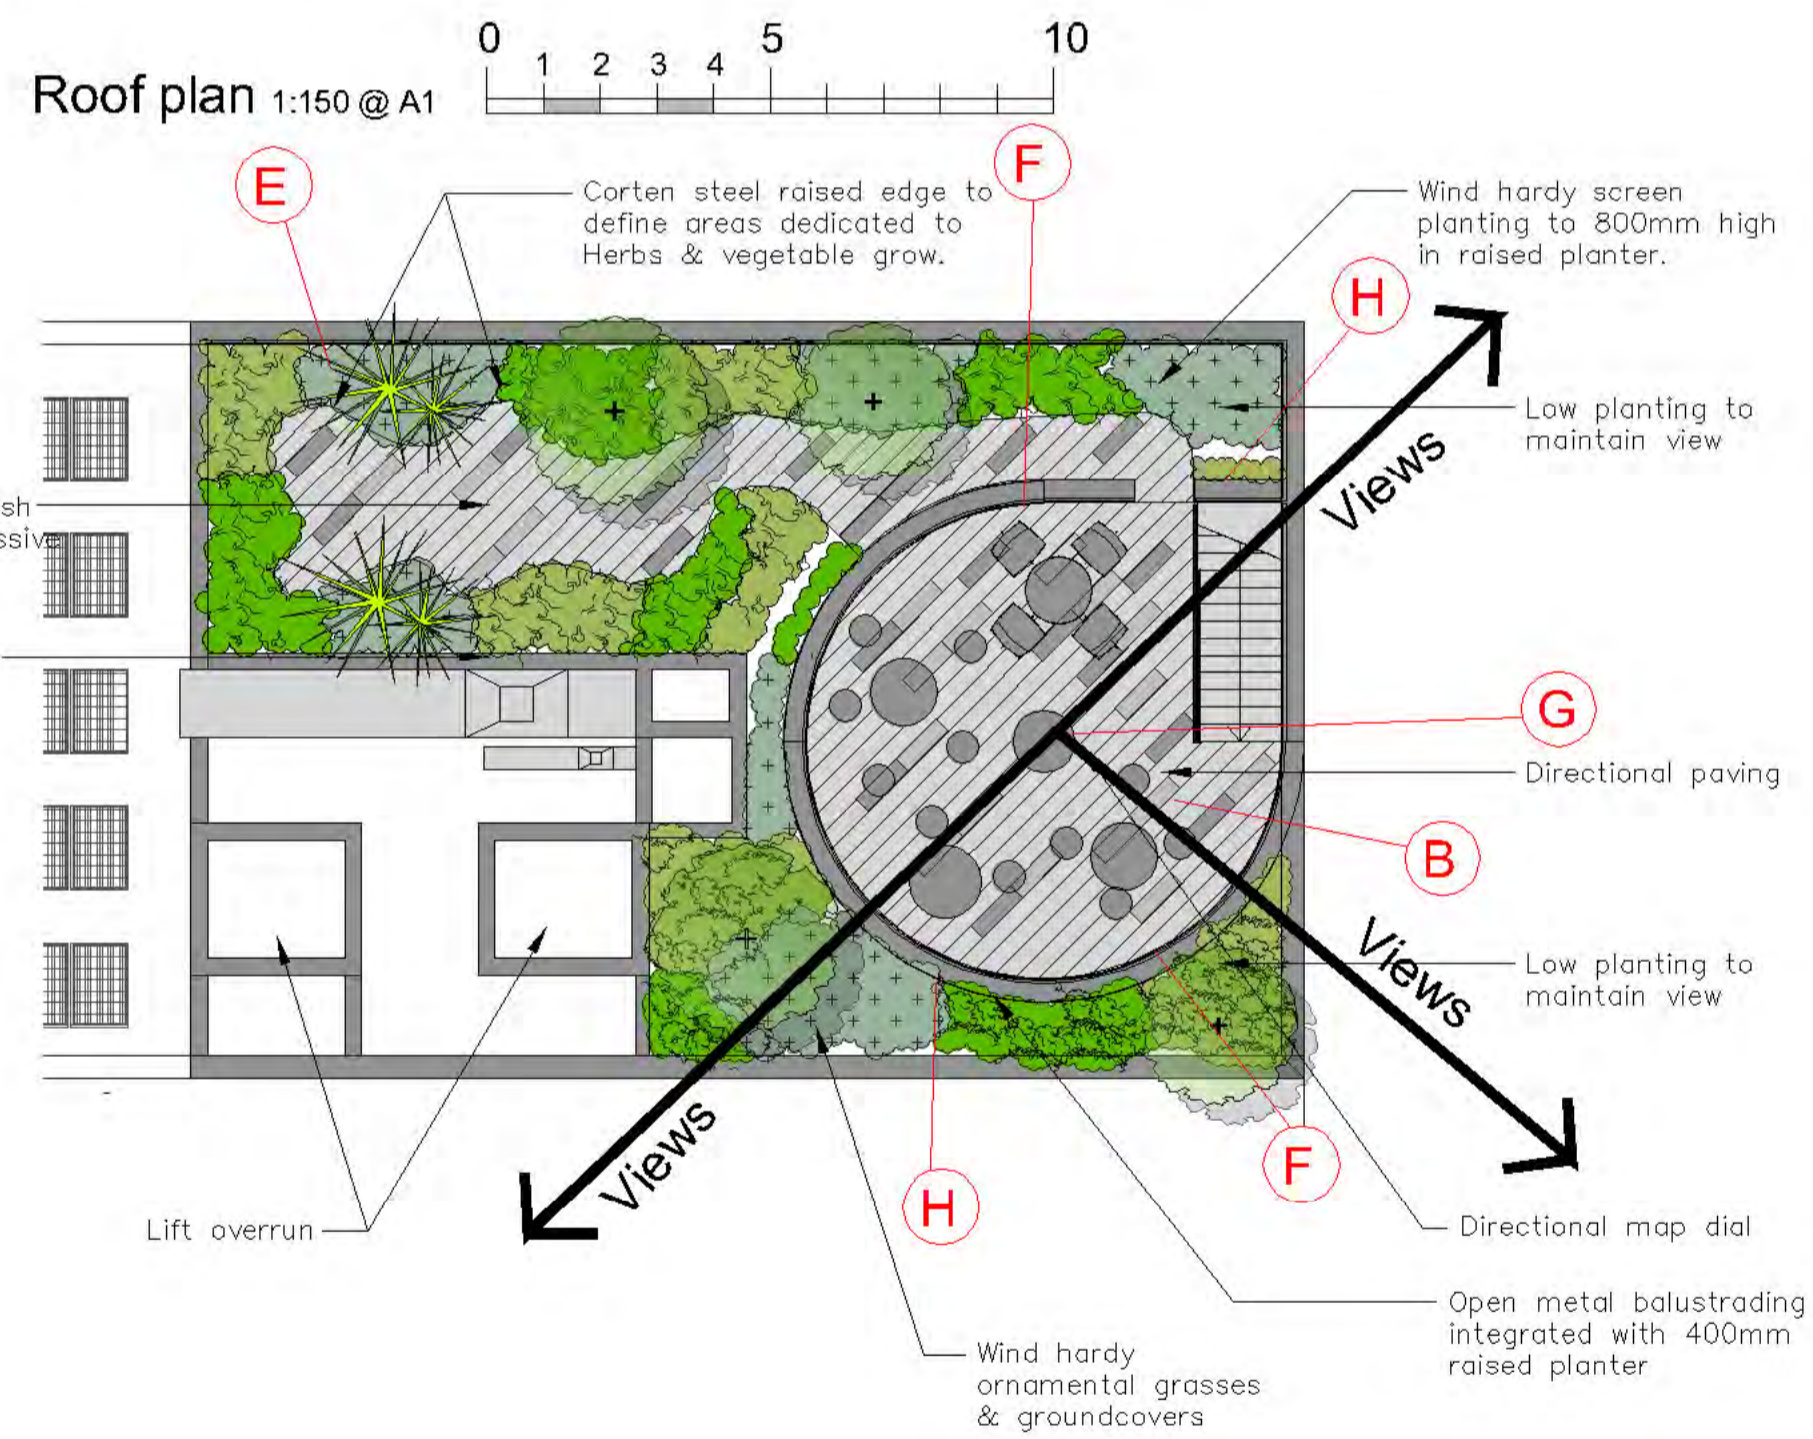 0 5 10
1 2 3 4
Roof plan 1:150 @ A1
E
F
Corten steel raised edge to
define areas dedicated to
Herbs & vegetable grow.
Wind hardy screen
planting to 800mm high
in raised planter.
H
Views
Low planting to
maintain view
sh
ssive
G
Directional paving
B
Views
Low planting to
maintain view
Views
H
F
Lift overrun
Directional map dial
Open metal balustrading
integrated with 400mm
raised planter
Wind hardy
ornamental grasses
& groundcovers